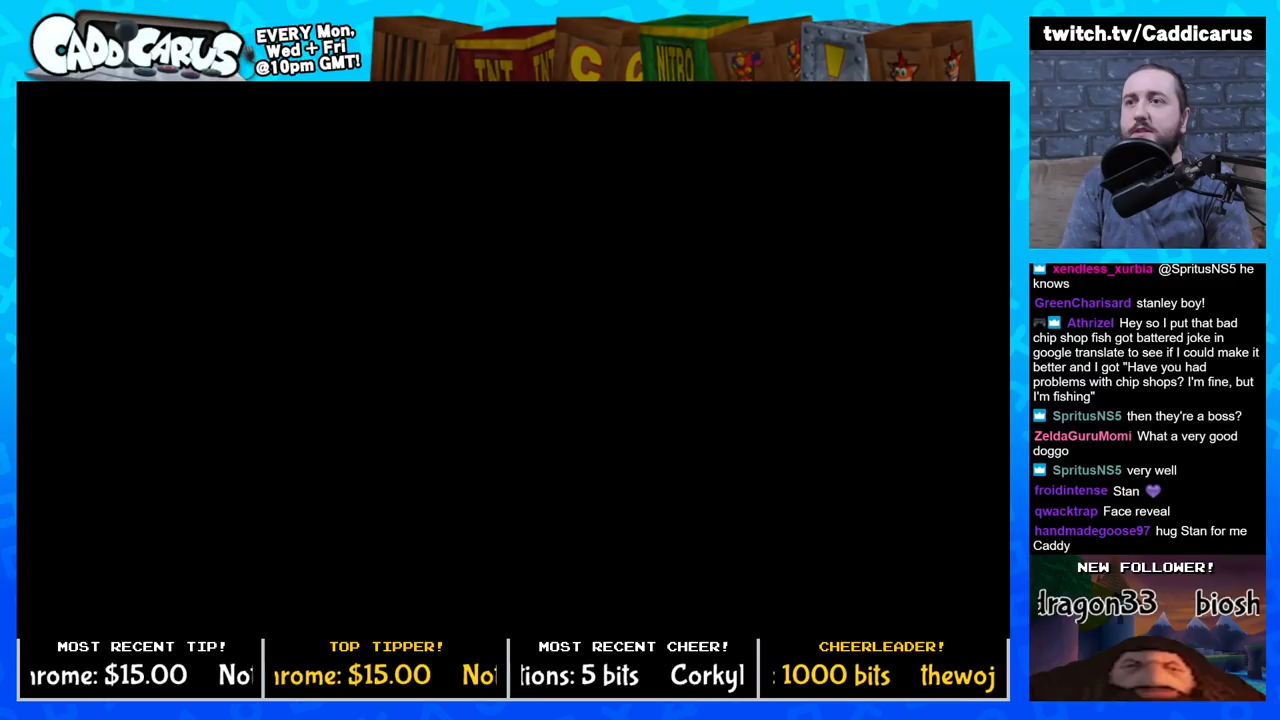 CADDICARUS
EVERY Mon,
Wed + Fri
@10pm GMT!
TNT
TNT
C
NITRO
twitch.tv/Caddicarus
xendless_xurbia @SpritusNS5 he
knows
GreenCharisard stanley boy!
Athrizel Hey so I put that bad
chip shop fish got battered joke in
google translate to see if I could make it
better and I got "Have you had
problems with chip shops? I'm fine, but
I'm fishing"
SpritusNS5 then they're a boss?
ZeldaGuruMomi What a very good
doggo
SpritusNS5 very well
froidintense Stan
qwacktrap Face reveal
handmadegoose97 hug Stan for me
Caddy
NEW FOLLOWER!
dragon33 biosh
MOST RECENT TIP!
rome: $15.00 Not
TOP TIPPER!
rome: $15.00 Not
MOST RECENT CHEER!
tions: 5 bits Corkyl
CHEERLEADER!
: 1000 bits thewoj